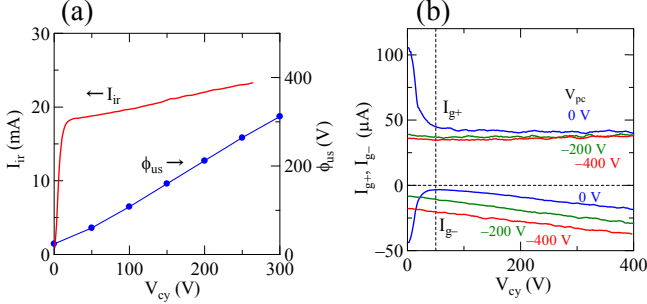 (a)
30
20
10
0
I_ir (mA)
← I_ir
ϕ_us →
400
200
0
ϕ_us (V)
0
100
200
300
V_cy (V)
(b)
100
50
0
−50
I_g+, I_g− (μA)
I_g+
V_pc
0 V
−200 V
−400 V
0 V
I_g−
−200 V
−400 V
0
200
400
V_cy (V)